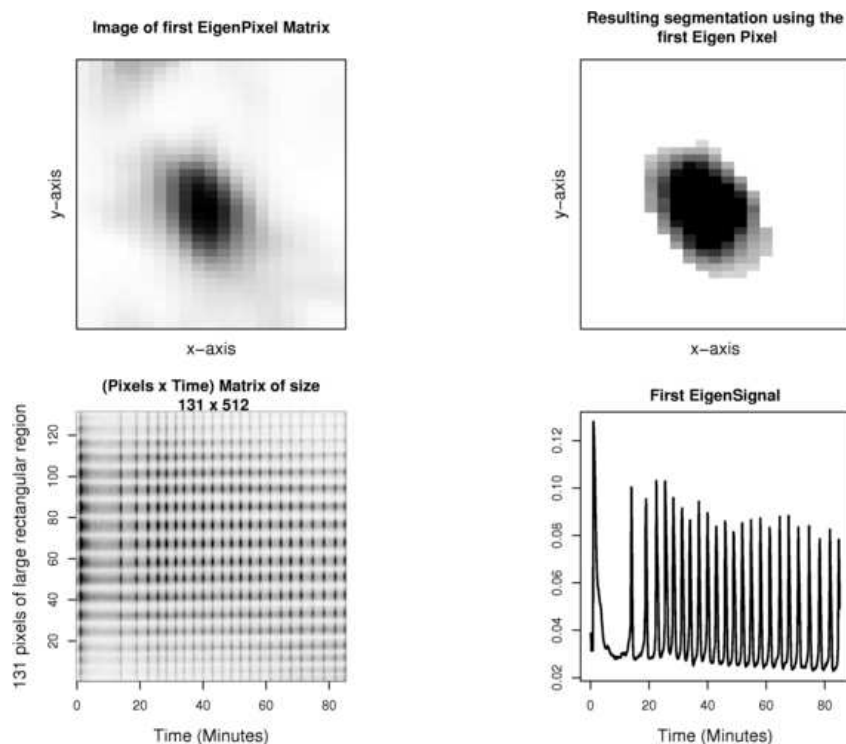 Image of first EigenPixel Matrix
y-axis
x-axis
Resulting segmentation using the
first Eigen Pixel
y-axis
x-axis
(Pixels x Time) Matrix of size
131 x 512
131 pixels of large rectangular region
120
100
80
60
40
20
0 20 40 60 80
Time (Minutes)
First EigenSignal
0.12
0.10
0.08
0.06
0.04
0.02
0 20 40 60 80
Time (Minutes)